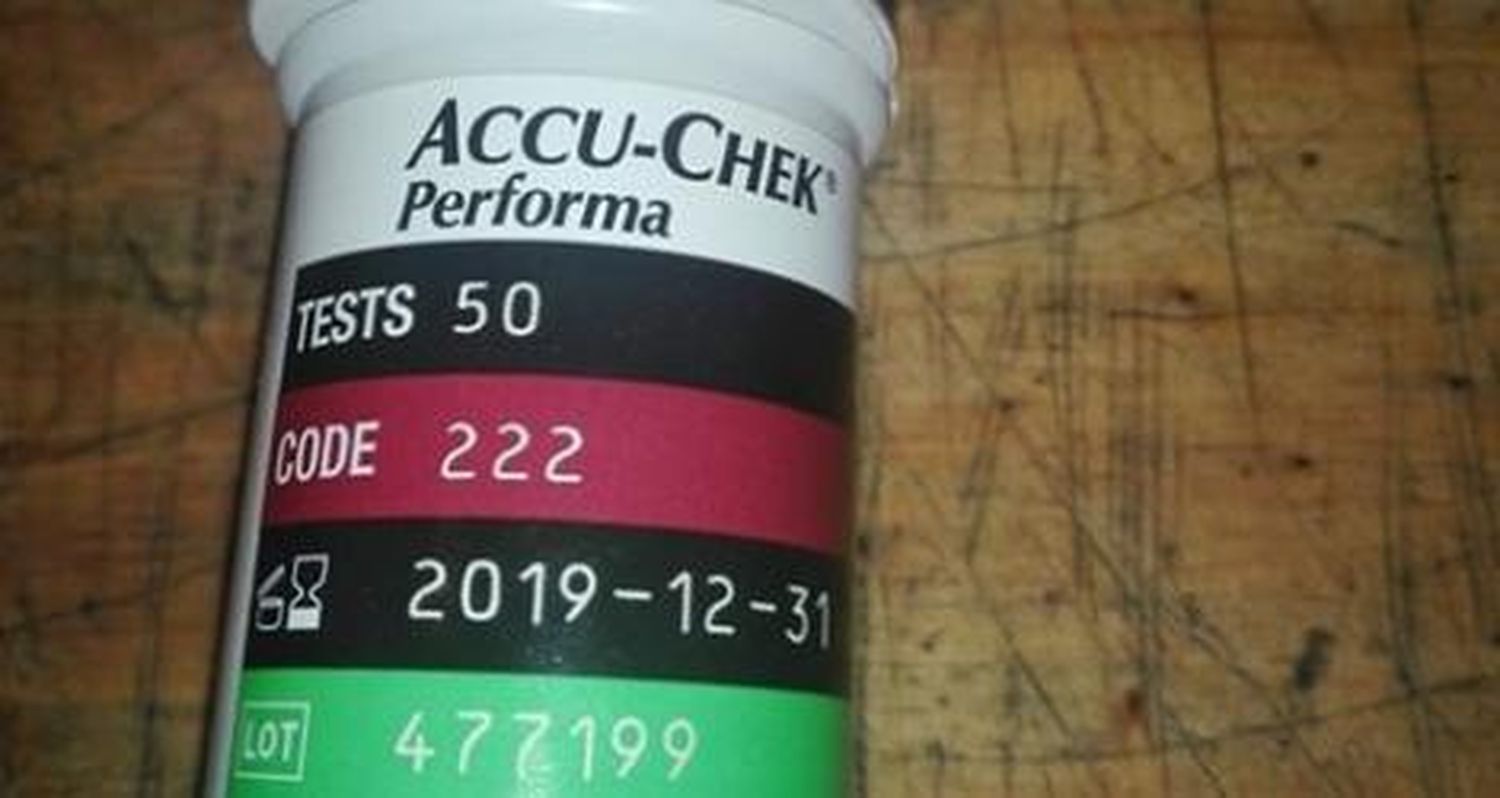 ACCU-CHEK®
Performa
TESTS 50
CODE 222
2019-12-31
LOT 477199